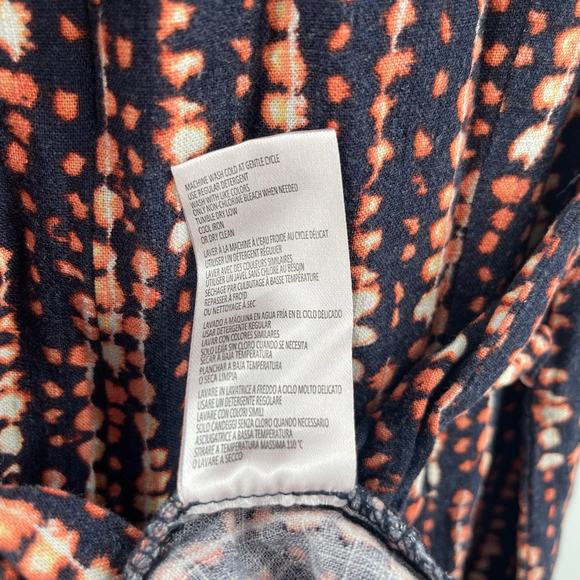 MACHINE WASH COLD AT GENTLE CYCLE
USE REGULAR DETERGENT
WASH WITH LIKE COLORS
ONLY NON-CHLORINE BLEACH WHEN NEEDED
TUMBLE DRY LOW
COOL IRON
OR DRY CLEAN
LAVER À LA MACHINE À L'EAU FROIDE AU CYCLE DÉLICAT
UTILISER UN DÉTERGENT RÉGULIER
LAVER AVEC DES COULEURS SIMILAIRES
UTILISER UN JAVEL SANS CHLORE AU BESOIN
SÉCHAGE PAR CULBUTAGE À BASSE TEMPÉRATURE
REPASSER À FROID
OU NETTOYAGE À SEC
LAVADO A MÁQUINA EN AGUA FRÍA EN EL CICLO DELICADO
USAR DETERGENTE REGULAR
LAVAR CON COLORES SIMILARES
SOLO LEJÍA SIN CLORO CUANDO SE NECESITA
SECAR A BAJA TEMPERATURA
PLANCHAR A BAJA TEMPERATURA
O SECA LIMPIA
LAVARE IN LAVATRICE A FREDDO A CICLO MOLTO DELICATO
USARE UN DETERGENTE REGOLARE
LAVARE CON COLORI SIMILI
SOLO CANDEGGI SENZA CLORO QUANDO NECESSARIO
ASCIUGATRICE A BASSA TEMPERATURA
STIRARE A TEMPERATURA MASSIMA 110 °C
O LAVARE A SECCO